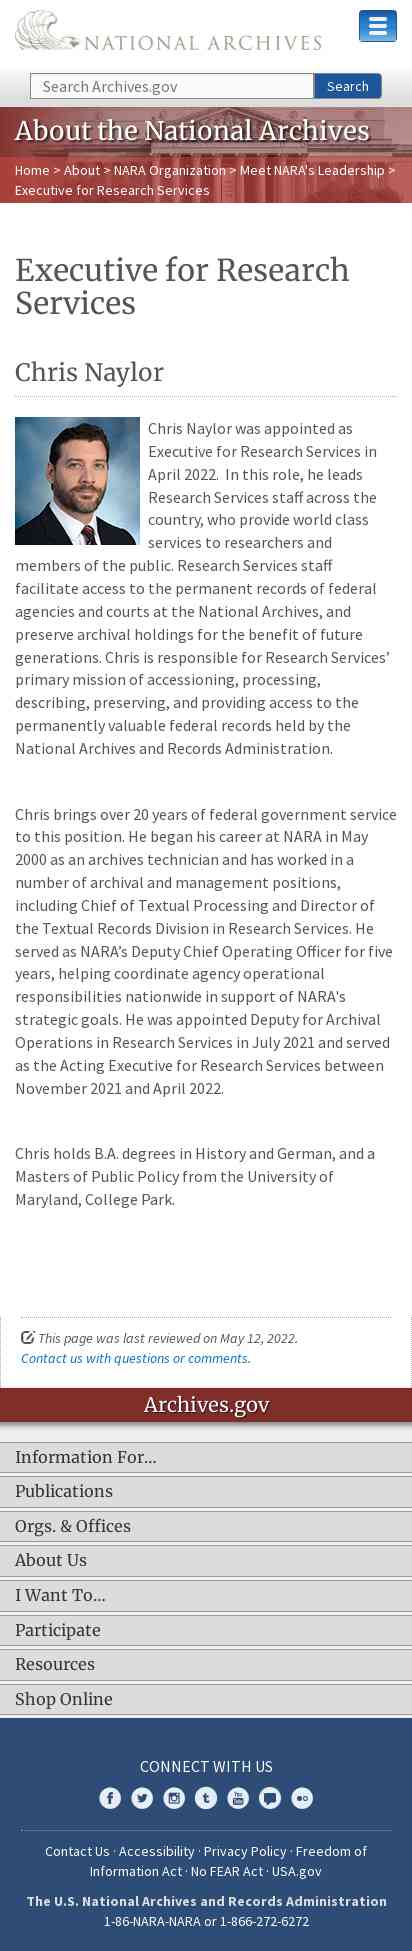 NATIONAL ARCHIVES
Search Archives.gov
Search
About the National Archives
Home > About > NARA Organization > Meet NARA's Leadership >
Executive for Research Services
Executive for Research
Services
Chris Naylor
Chris Naylor was appointed as
Executive for Research Services in
April 2022.  In this role, he leads
Research Services staff across the
country, who provide world class
services to researchers and
members of the public. Research Services staff
facilitate access to the permanent records of federal
agencies and courts at the National Archives, and
preserve archival holdings for the benefit of future
generations. Chris is responsible for Research Services’
primary mission of accessioning, processing,
describing, preserving, and providing access to the
permanently valuable federal records held by the
National Archives and Records Administration.
Chris brings over 20 years of federal government service
to this position. He began his career at NARA in May
2000 as an archives technician and has worked in a
number of archival and management positions,
including Chief of Textual Processing and Director of
the Textual Records Division in Research Services. He
served as NARA’s Deputy Chief Operating Officer for five
years, helping coordinate agency operational
responsibilities nationwide in support of NARA's
strategic goals. He was appointed Deputy for Archival
Operations in Research Services in July 2021 and served
as the Acting Executive for Research Services between
November 2021 and April 2022.
Chris holds B.A. degrees in History and German, and a
Masters of Public Policy from the University of
Maryland, College Park.
This page was last reviewed on May 12, 2022.
Contact us with questions or comments.
Archives.gov
Information For…
Publications
Orgs. & Offices
About Us
I Want To…
Participate
Resources
Shop Online
CONNECT WITH US
Contact Us · Accessibility · Privacy Policy · Freedom of
Information Act · No FEAR Act · USA.gov
The U.S. National Archives and Records Administration
1-86-NARA-NARA or 1-866-272-6272